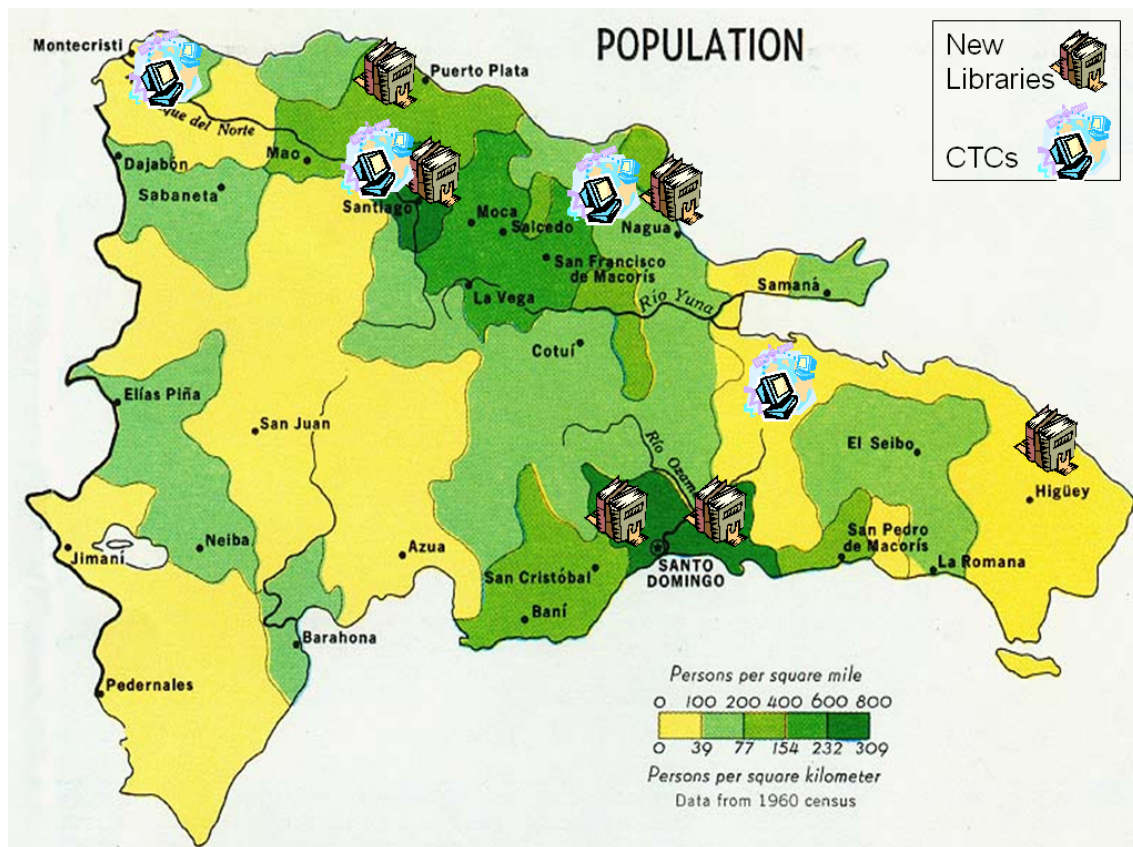 POPULATION
New
Libraries
CTCs
Montecristi
Puerto Plata
que del Norte
Mao
Dajabón
Sabaneta
Santiago
Moca
Salcedo
Nagua
San Francisco
de Macorís
La Vega
Río Yuna
Samaná
Cotuí
Elías Piña
San Juan
El Seibo
Río Ozam
Higüey
Jimaní
Neiba
Azua
San Pedro
de Macorís
SANTO
DOMINGO
La Romana
San Cristóbal
Baní
Barahona
Pedernales
Persons per square mile
0 100 200 400 600 800
0 39 77 154 232 309
Persons per square kilometer
Data from 1960 census